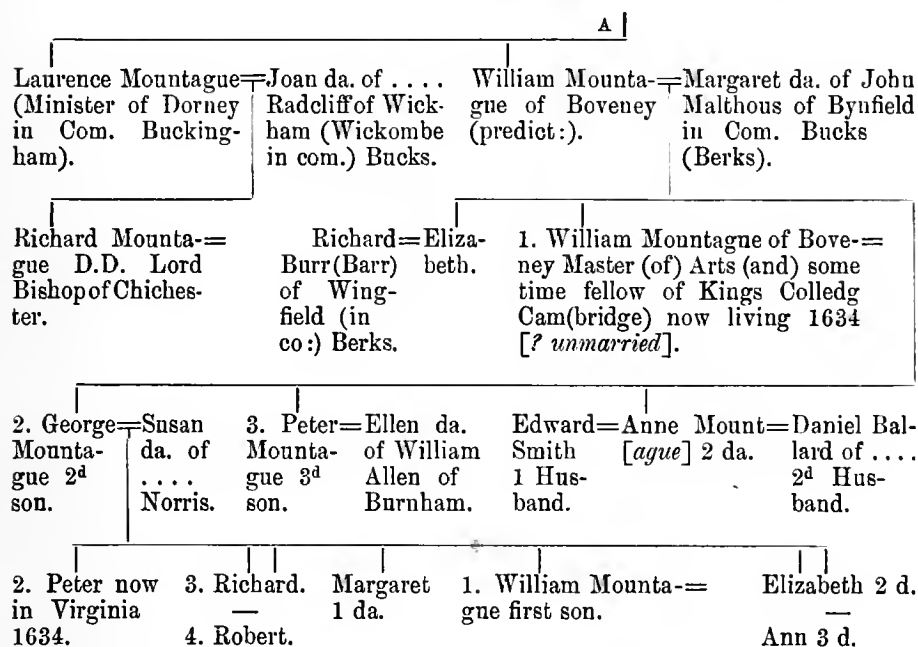 A
Laurence Mountague=
(Minister of Dorney
in Com. Bucking-
ham).
Joan da. of ....
Radcliff of Wick-
ham (Wickombe
in com.) Bucks.
William Mounta-=
gue of Boveney
(predict:).
Margaret da. of John
Malthous of Bynfield
in Com. Bucks
(Berks).
Richard Mounta-=
gue D.D. Lord
Bishop of Chiches-
ter.
Richard=
Burr (Barr)
of Wing-
field (in
co:) Berks.
Eliza-
beth.
1. William Mountagne of Bove-=
ney Master (of) Arts (and) some
time fellow of Kings Colledg
Cam(bridge) now living 1634
[? unmarried].
2. George=
Mounta-
gue 2d
son.
Susan
da. of
....
Norris.
3. Peter=
Mounta-
gue 3d
son.
Ellen da.
of William
Allen of
Burnham.
Edward=
Smith
1 Hus-
band.
Anne Mount=
[ague] 2 da.
Daniel Bal-
lard of ....
2d Hus-
band.
2. Peter now
in Virginia
1634.
3. Richard.
—
4. Robert.
Margaret
1 da.
1. William Mounta-=
gne first son.
Elizabeth 2 d.
—
Ann 3 d.